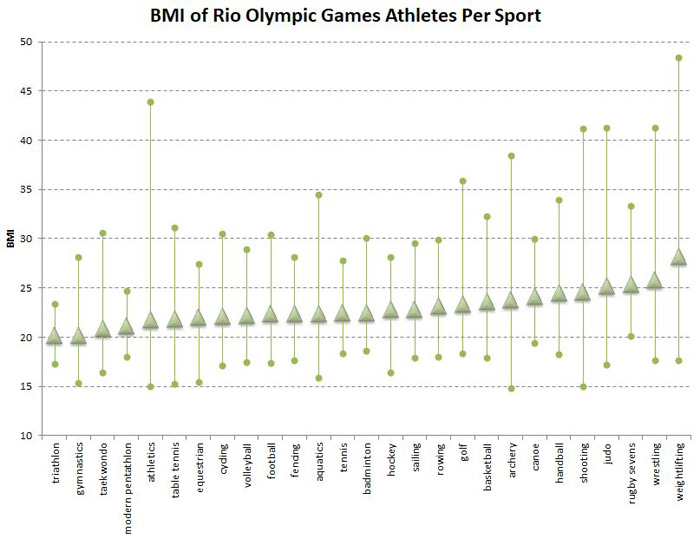 BMI of Rio Olympic Games Athletes Per Sport
50
45
40
35
30
25
20
15
10
BMI
triathlon
gymnastics
taekwondo
modern pentathlon
athletics
table tennis
equestrian
cycling
volleyball
football
fencing
aquatics
tennis
badminton
hockey
sailing
rowing
golf
basketball
archery
canoe
handball
shooting
judo
rugby sevens
wrestling
weightlifting